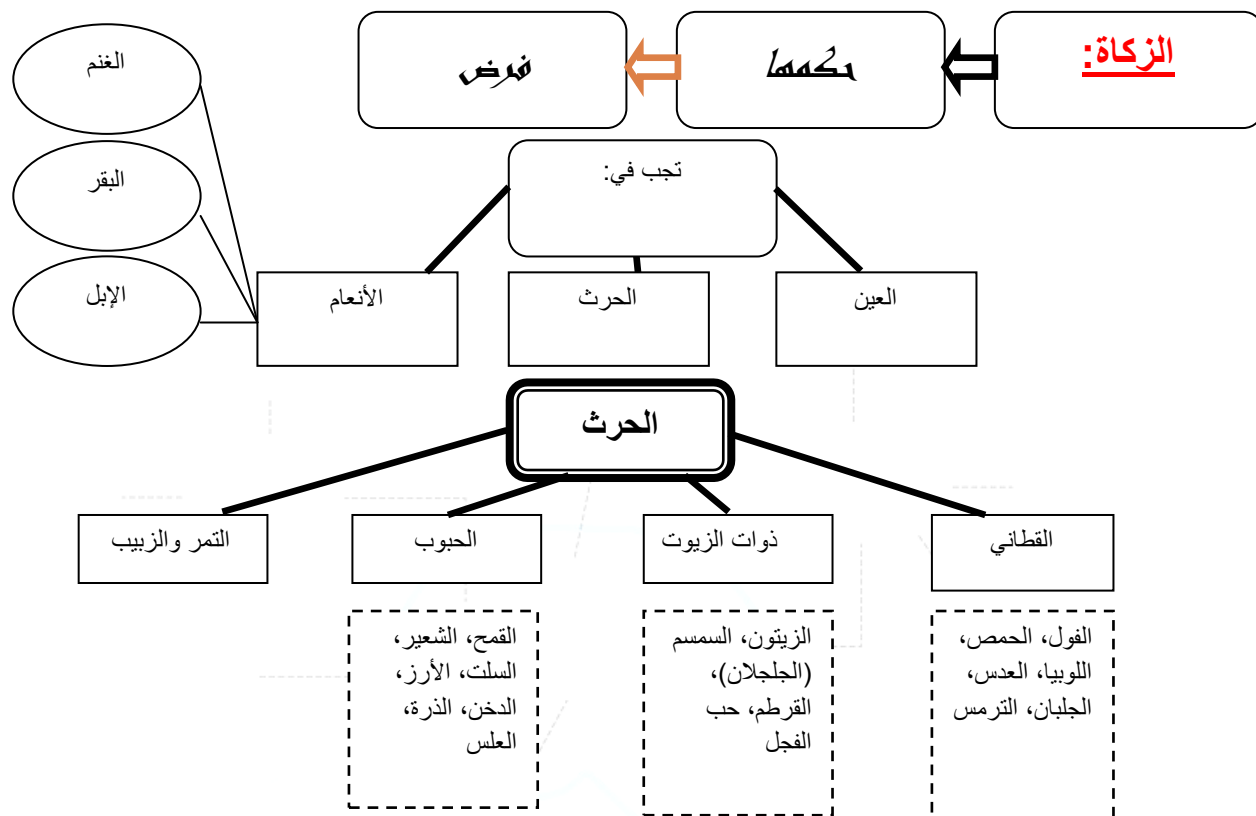 الزكاة:
حكمها
فرض
تجب في:
العين
الحرث
الأنعام
الغنم
البقر
الإبل
الحرث
القطاني
ذوات الزيوت
الحبوب
التمر والزبيب
الفول، الحمص،
اللوبيا، العدس،
الجلبان، الترمس
الزيتون، السمسم
(الجلجلان)،
القرطم، حب
الفجل
القمح، الشعير،
السلت، الأرز،
الدخن، الذرة،
العلس